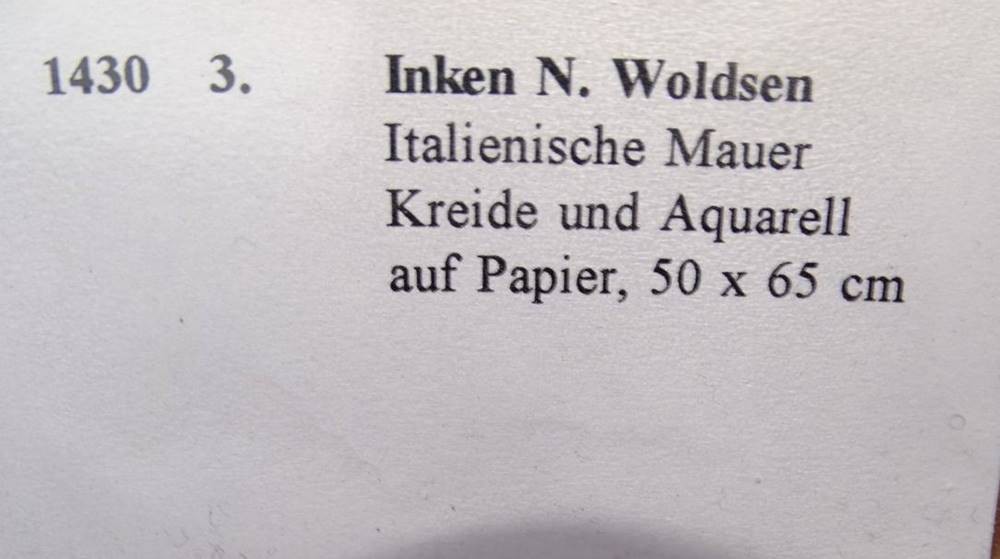 1430 3. Inken N. Woldsen
Italienische Mauer
Kreide und Aquarell
auf Papier, 50 x 65 cm